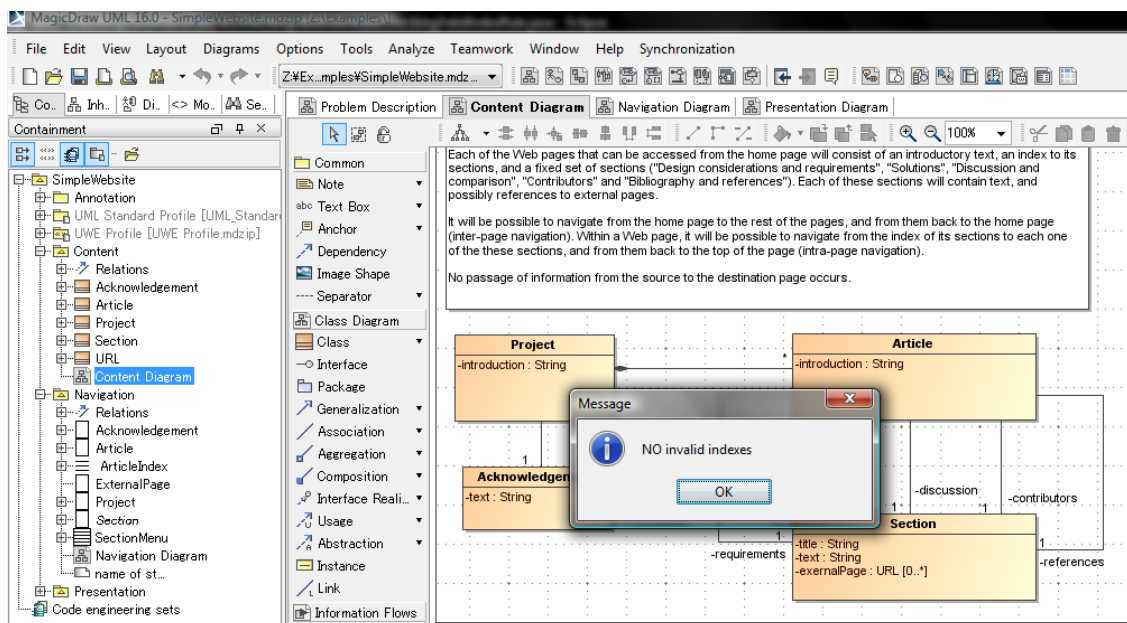 MagicDraw UML 16.0 - SimpleWebsite.mdzip [Z:\Examples\]
File Edit View Layout Diagrams Options Tools Analyze Teamwork Window Help Synchronization
Z:¥Ex...mples¥SimpleWebsite.mdz...
Co.. Inh.. Di.. <> Mo.. Se..
Containment
SimpleWebsite
Annotation
UML Standard Profile [UML_Standar
UWE Profile [UWE Profile.mdzip]
Content
Relations
Acknowledgement
Article
Project
Section
URL
Content Diagram
Navigation
Relations
Acknowledgement
Article
ArticleIndex
ExternalPage
Project
Section
SectionMenu
Navigation Diagram
name of st...
Presentation
Code engineering sets
Problem Description Content Diagram Navigation Diagram Presentation Diagram
100%
Common
Note
abc Text Box
Anchor
Dependency
Image Shape
---- Separator
Class Diagram
Class
Interface
Package
Generalization
Association
Aggregation
Composition
Interface Reali...
Usage
Abstraction
Instance
Link
Information Flows
Each of the Web pages that can be accessed from the home page will consist of an introductory text, an index to its
sections, and a fixed set of sections ("Design considerations and requirements", "Solutions", "Discussion and
comparison", "Contributors" and "Bibliography and references"). Each of these sections will contain text, and
possibly references to external pages.
It will be possible to navigate from the home page to the rest of the pages, and from them back to the home page
(inter-page navigation). Within a Web page, it will be possible to navigate from the index of its sections to each one
of the these sections, and from them back to the top of the page (intra-page navigation).
No passage of information from the source to the destination page occurs.
Project
-introduction : String
*
Article
-introduction : String
Message
NO invalid indexes
OK
1
Acknowledgem
-text : String
-discussion
-contributors
1
1
Section
-title : String
-text : String
-exernalPage : URL [0..*]
1
-requirements
1
-references